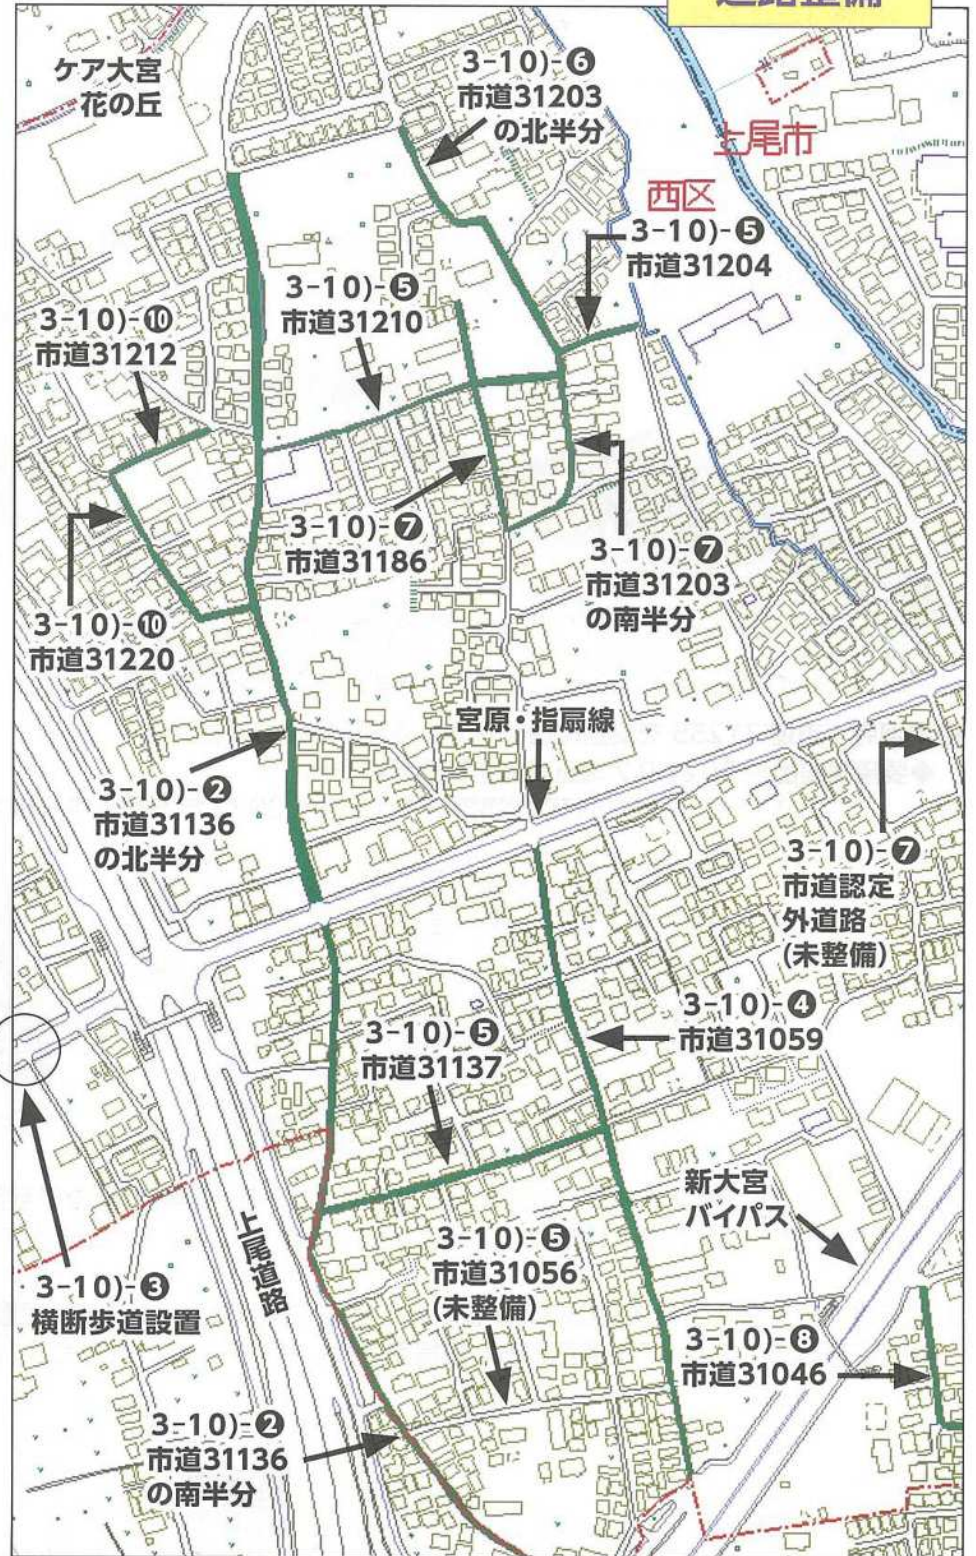 道路整備
ケア大宮
花の丘
3-10)-❻
市道31203
の北半分
上尾市
西区
3-10)-❺
市道31204
3-10)-❺
市道31210
3-10)-❿
市道31212
3-10)-❼
市道31186
3-10)-❼
市道31203
の南半分
3-10)-❿
市道31220
宮原・指扇線
3-10)-❷
市道31136
の北半分
3-10)-❼
市道認定
外道路
(未整備)
3-10)-❹
市道31059
3-10)-❺
市道31137
新大宮
バイパス
上尾道路
3-10)-❺
市道31056
(未整備)
3-10)-❸
横断歩道設置
3-10)-❽
市道31046
3-10)-❷
市道31136
の南半分